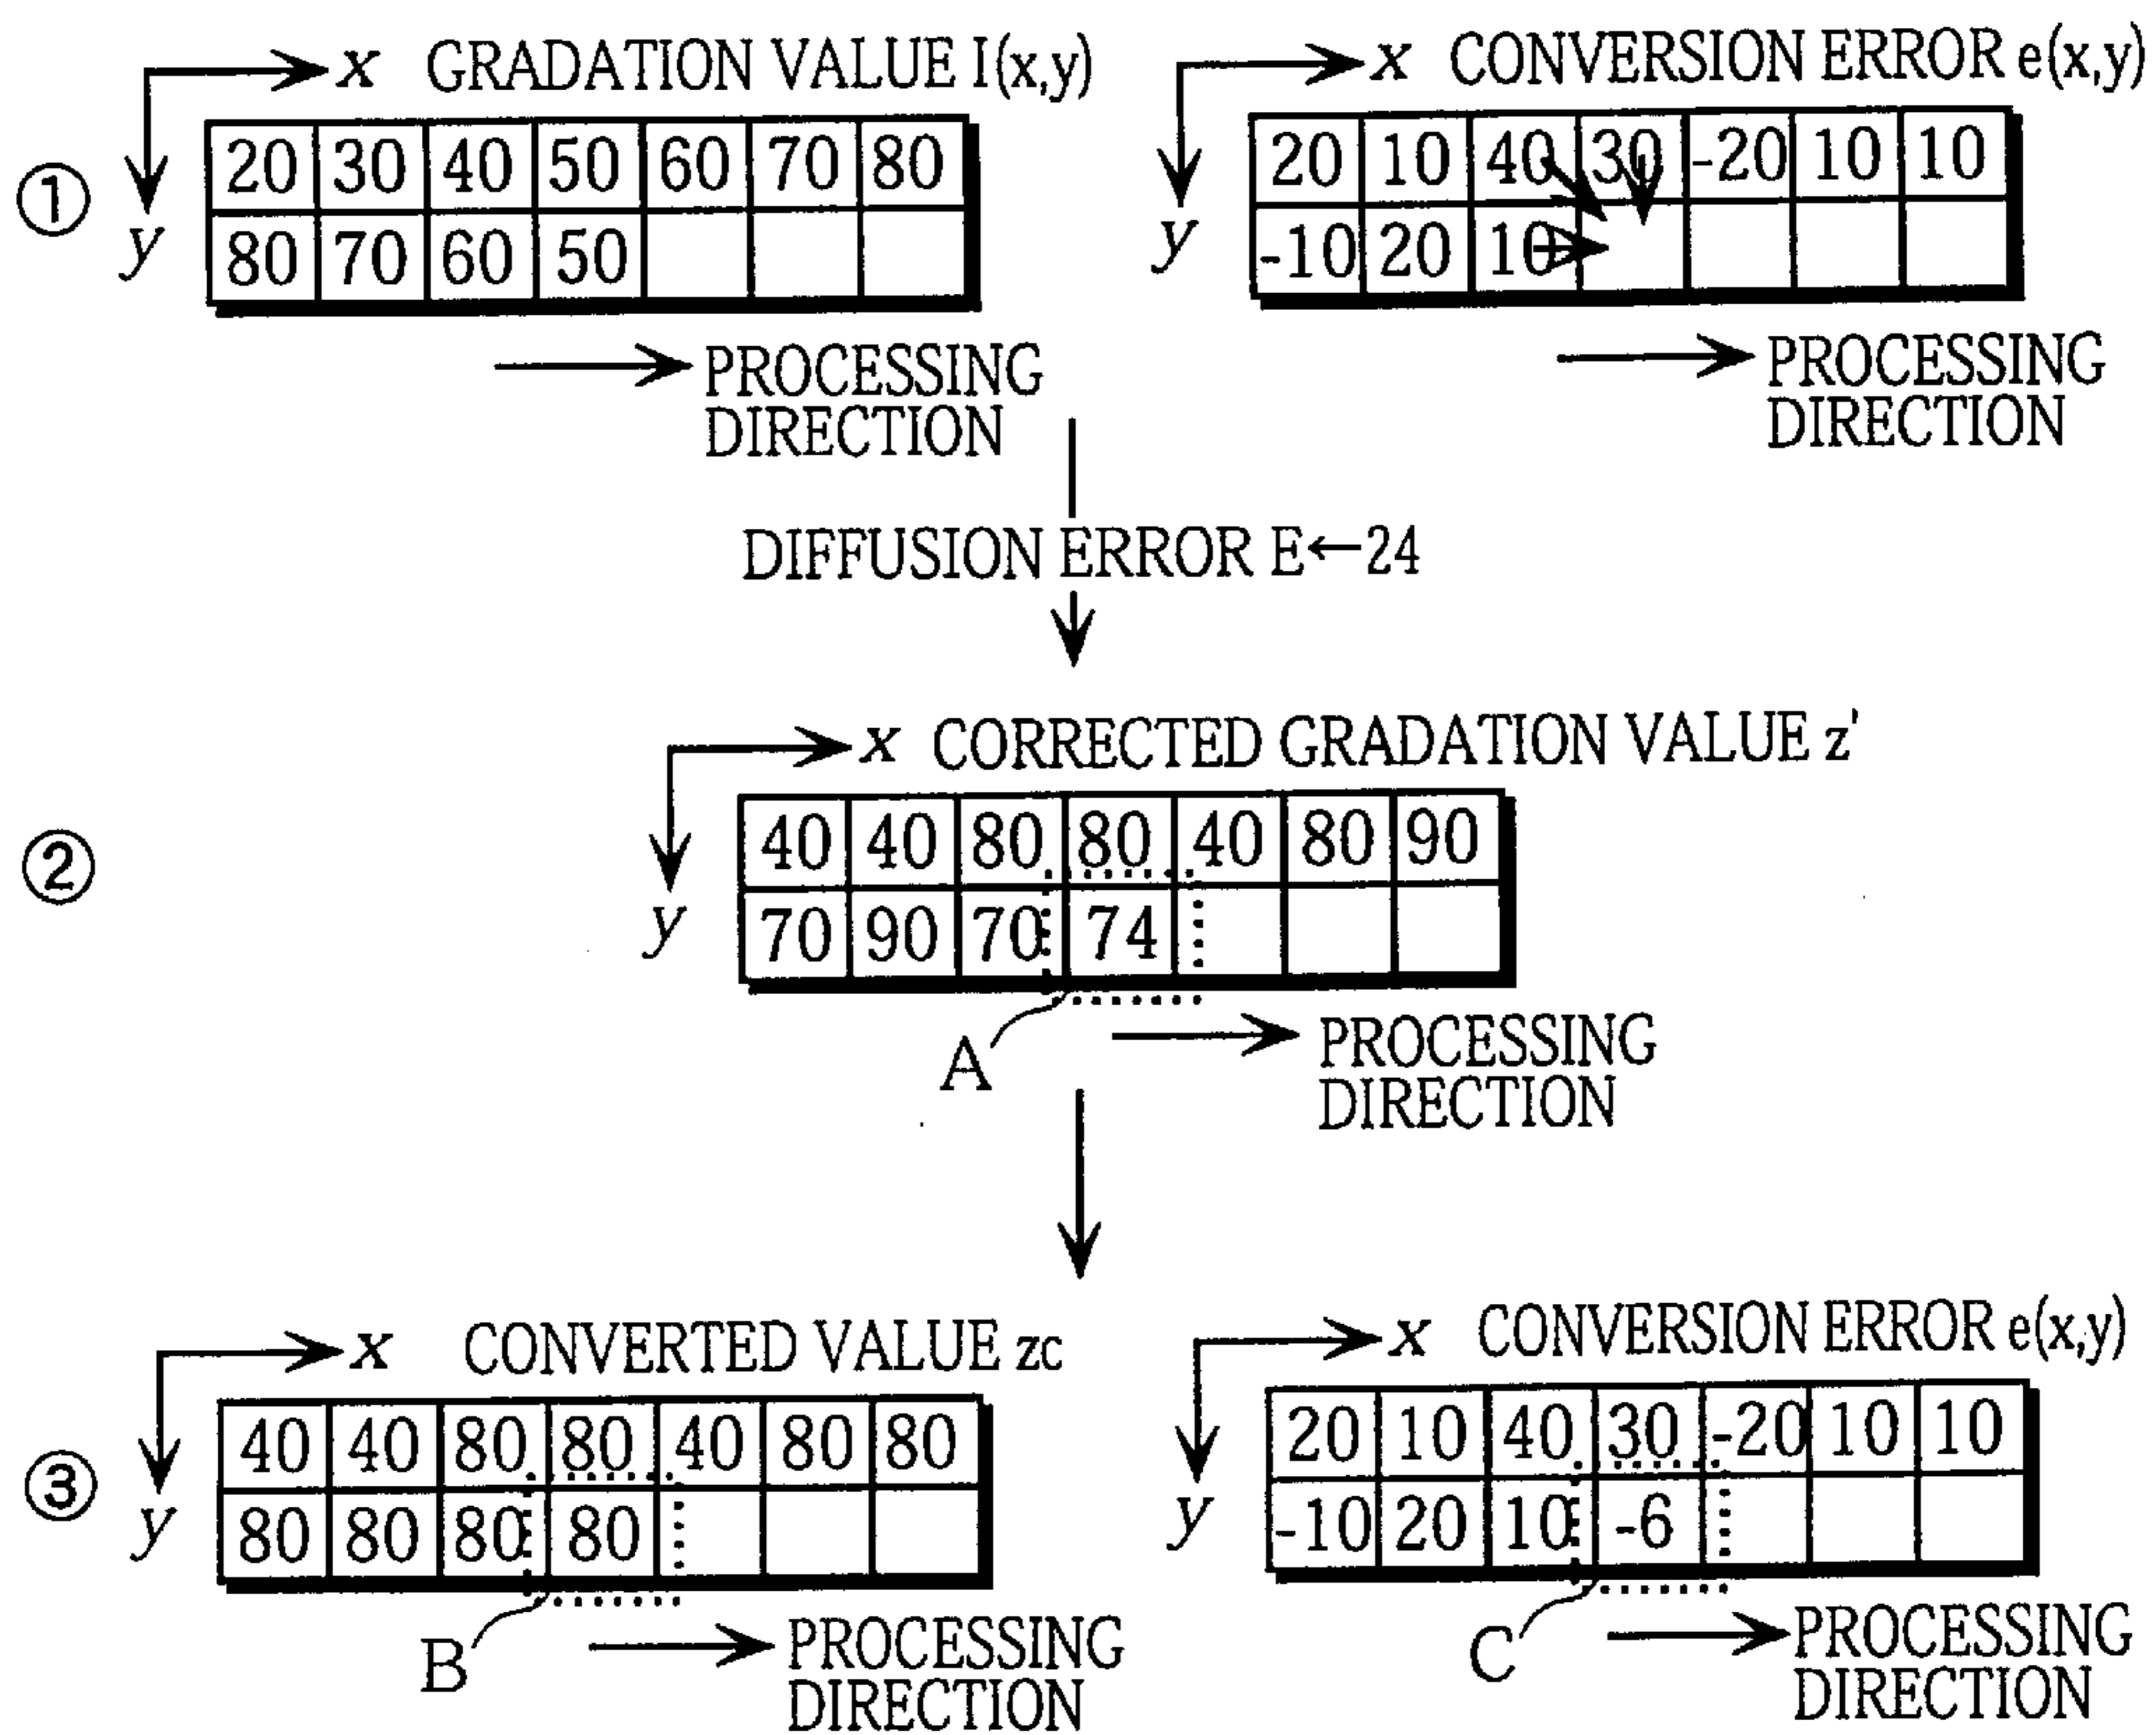 x GRADATION VALUE I(x,y)
x CONVERSION ERROR e(x,y)
①
y
20 30 40 50 60 70 80
80 70 60 50
y
20 10 40 30 -20 10 10
-10 20 10
PROCESSING
DIRECTION
PROCESSING
DIRECTION
DIFFUSION ERROR E←24
x CORRECTED GRADATION VALUE z'
②
y
40 40 80 80 40 80 90
70 90 70 74
A
PROCESSING
DIRECTION
x CONVERTED VALUE zc
x CONVERSION ERROR e(x,y)
③
y
40 40 80 80 40 80 80
80 80 80 80
y
20 10 40 30 -20 10 10
-10 20 10 -6
B
PROCESSING
DIRECTION
C
PROCESSING
DIRECTION